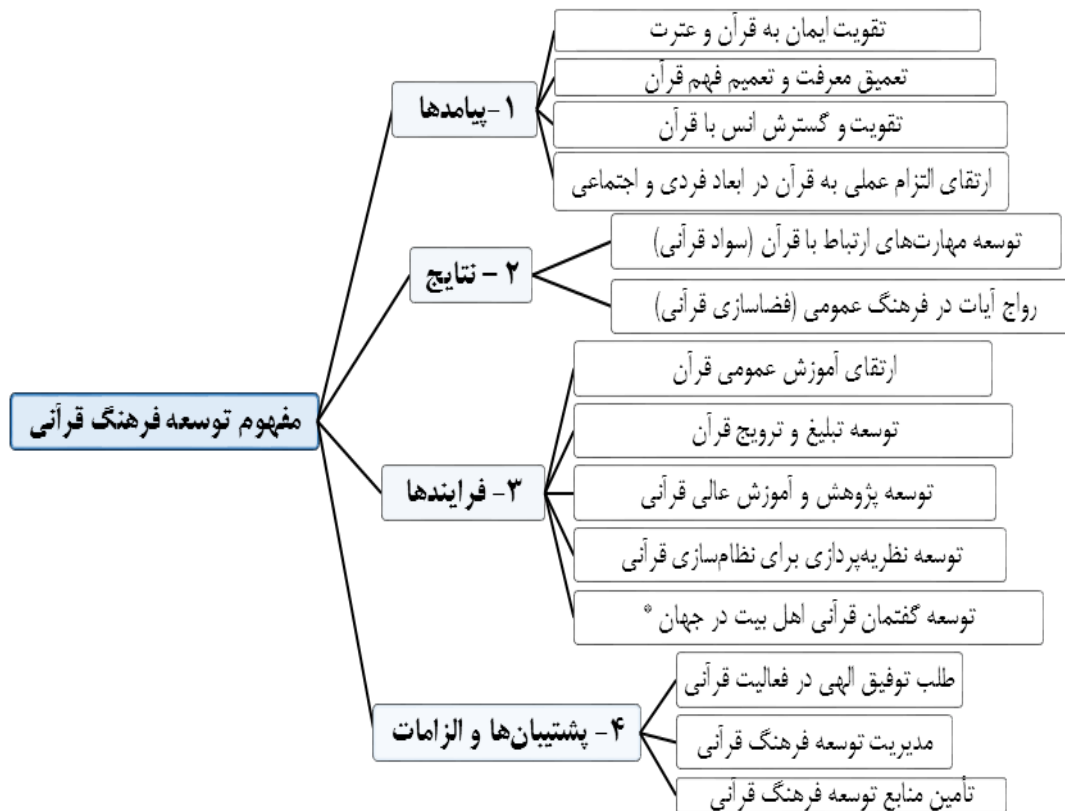 مفهوم توسعه فرهنگ قرآنی
۱-پیامدها
تقویت ایمان به قرآن و عترت
تعمیق معرفت و تعمیم فهم قرآن
تقویت و گسترش انس با قرآن
ارتقای التزام عملی به قرآن در ابعاد فردی و اجتماعی
۲ – نتایج
توسعه مهارت‌های ارتباط با قرآن (سواد قرآنی)
رواج آیات در فرهنگ عمومی (فضاسازی قرآنی)
۳- فرایندها
ارتقای آموزش عمومی قرآن
توسعه تبلیغ و ترویج قرآن
توسعه پژوهش و آموزش عالی قرآنی
توسعه نظریه‌پردازی برای نظام‌سازی قرآنی
توسعه گفتمان قرآنی اهل بیت در جهان *
۴- پشتیبان‌ها و الزامات
طلب توفیق الهی در فعالیت قرآنی
مدیریت توسعه فرهنگ قرآنی
تأمین منابع توسعه فرهنگ قرآنی